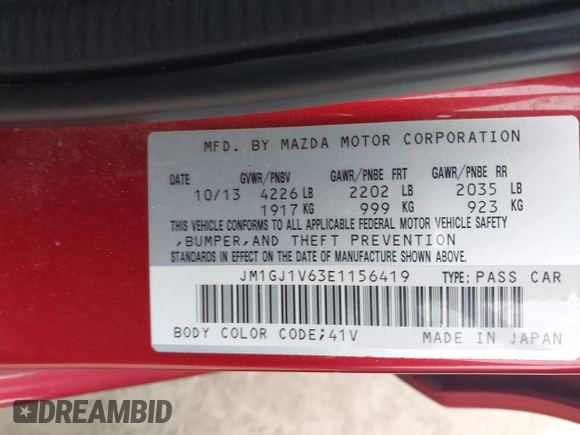 MFD. BY MAZDA MOTOR CORPORATION
DATE GVWR/PNBV GAWR/PNBE FRT GAWR/PNBE RR
10/13 4226 LB 2202 LB 2035 LB
1917 KG 999 KG 923 KG
THIS VEHICLE CONFORMS TO ALL APPLICABLE FEDERAL MOTOR VEHICLE SAFETY
,BUMPER,AND THEFT PREVENTION
STANDARDS IN EFFECT ON THE DATE OF MANUFACTURE SHOWN ABOVE.
JM1GJ1V63E1156419 TYPE: PASS CAR
BODY COLOR CODE;41V MADE IN JAPAN
DREAMBID